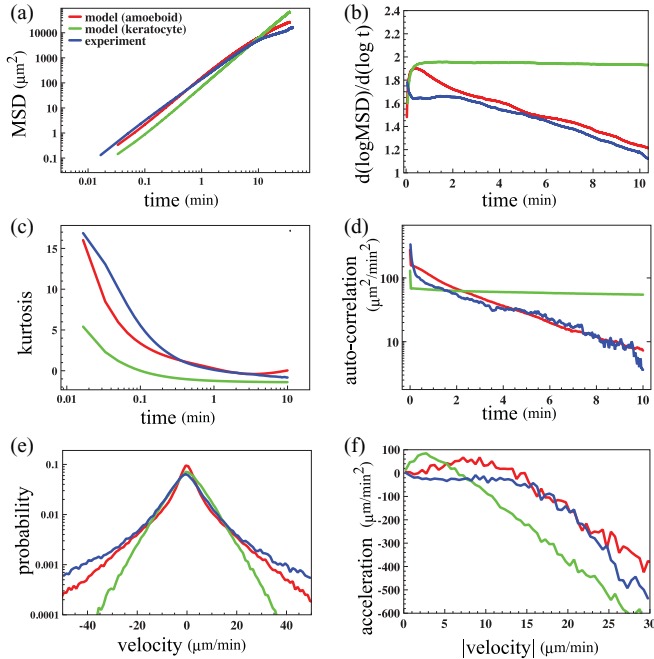 (a)
model (amoeboid)
model (keratocyte)
experiment
MSD (μm²)
10000
1000
100
10
1
0.1
0.01 0.1 1 10
time (min)
(b)
d(logMSD)/d(log t)
2.2
2
1.8
1.6
1.4
1.2
1
0 2 4 6 8 10
time (min)
(c)
kurtosis
15
10
5
0
0.01 0.1 1 10
time (min)
(d)
auto-correlation
(μm²/min²)
100
10
0 2 4 6 8 10
time (min)
(e)
probability
0.1
0.01
0.001
0.0001
-40 -20 0 20 40
velocity (μm/min)
(f)
acceleration (μm/min²)
100
0
-100
-200
-300
-400
-500
-600
0 5 10 15 20 25 30
|velocity| (μm/min)